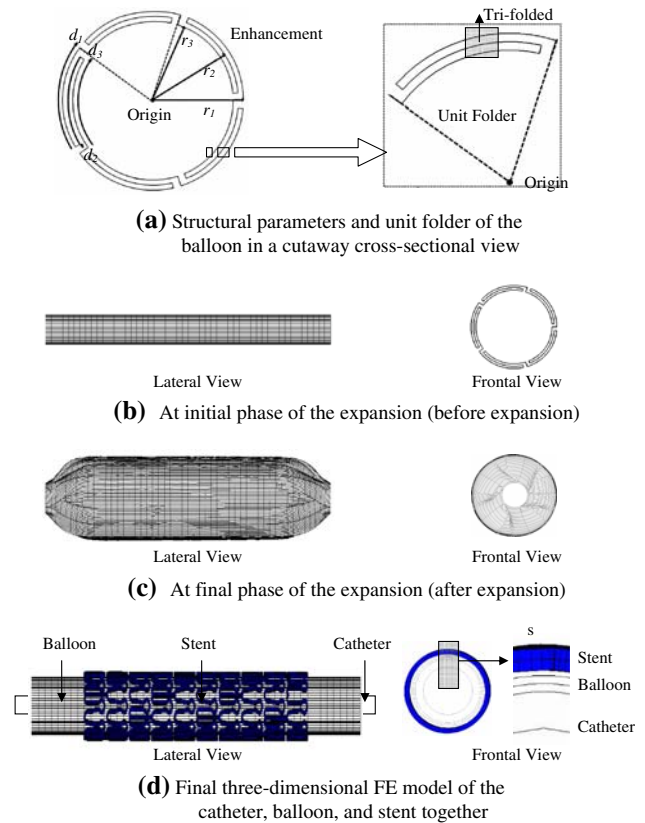 Tri-folded
d1
d3
r3
Enhancement
r2
Origin
r1
Unit Folder
d2
Origin
(a) Structural parameters and unit folder of the
balloon in a cutaway cross-sectional view
Lateral View Frontal View
(b) At initial phase of the expansion (before expansion)
Lateral View Frontal View
(c) At final phase of the expansion (after expansion)
s
Balloon Stent Catheter
Stent
Balloon
Catheter
Lateral View Frontal View
(d) Final three-dimensional FE model of the
catheter, balloon, and stent together